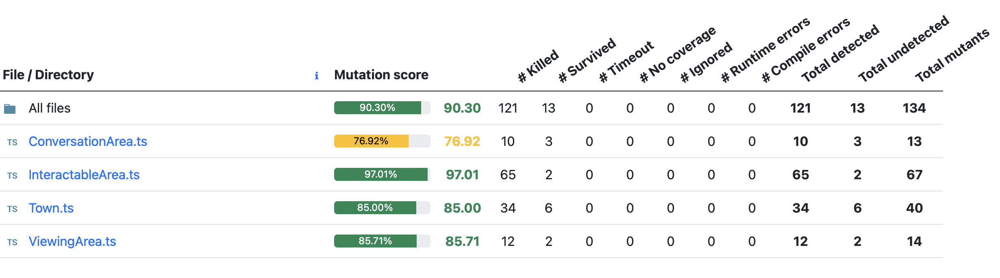 File / Directory ℹ Mutation score # Killed # Survived # Timeout # No coverage # Ignored # Runtime errors # Compile errors Total detected Total undetected Total mutants
All files 90.30% 90.30 121 13 0 0 0 0 0 121 13 134
TS ConversationArea.ts 76.92% 76.92 10 3 0 0 0 0 0 10 3 13
TS InteractableArea.ts 97.01% 97.01 65 2 0 0 0 0 0 65 2 67
TS Town.ts 85.00% 85.00 34 6 0 0 0 0 0 34 6 40
TS ViewingArea.ts 85.71% 85.71 12 2 0 0 0 0 0 12 2 14